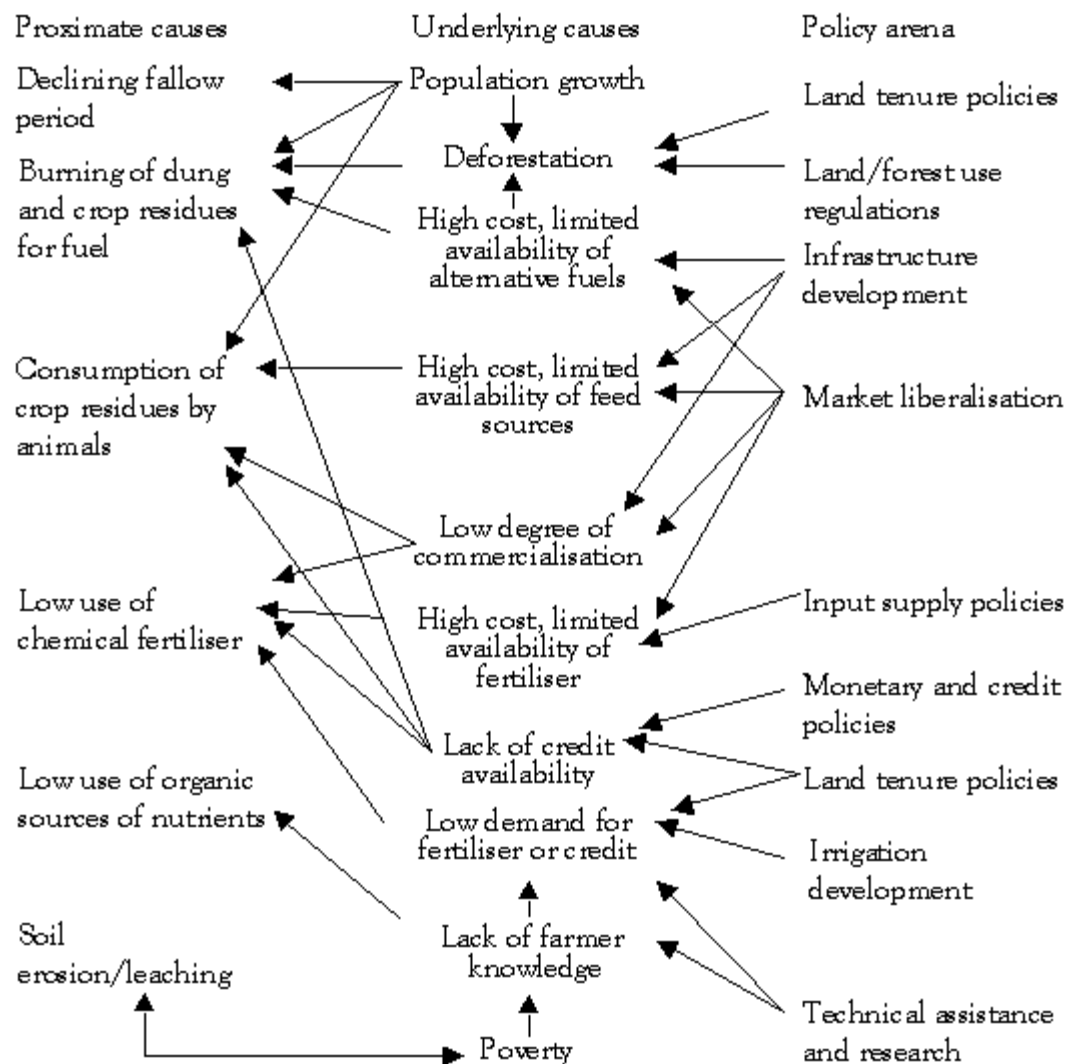 Proximate causes
Declining fallow
period
Burning of dung
and crop residues
for fuel
Consumption of
crop residues by
animals
Low use of
chemical fertiliser
Low use of organic
sources of nutrients
Soil
erosion/leaching
Underlying causes
Population growth
Deforestation
High cost, limited
availability of
alternative fuels
High cost, limited
availability of feed
sources
Low degree of
commercialisation
High cost, limited
availability of
fertiliser
Lack of credit
availability
Low demand for
fertiliser or credit
Lack of farmer
knowledge
Poverty
Policy arena
Land tenure policies
Land/forest use
regulations
Infrastructure
development
Market liberalisation
Input supply policies
Monetary and credit
policies
Land tenure policies
Irrigation
development
Technical assistance
and research